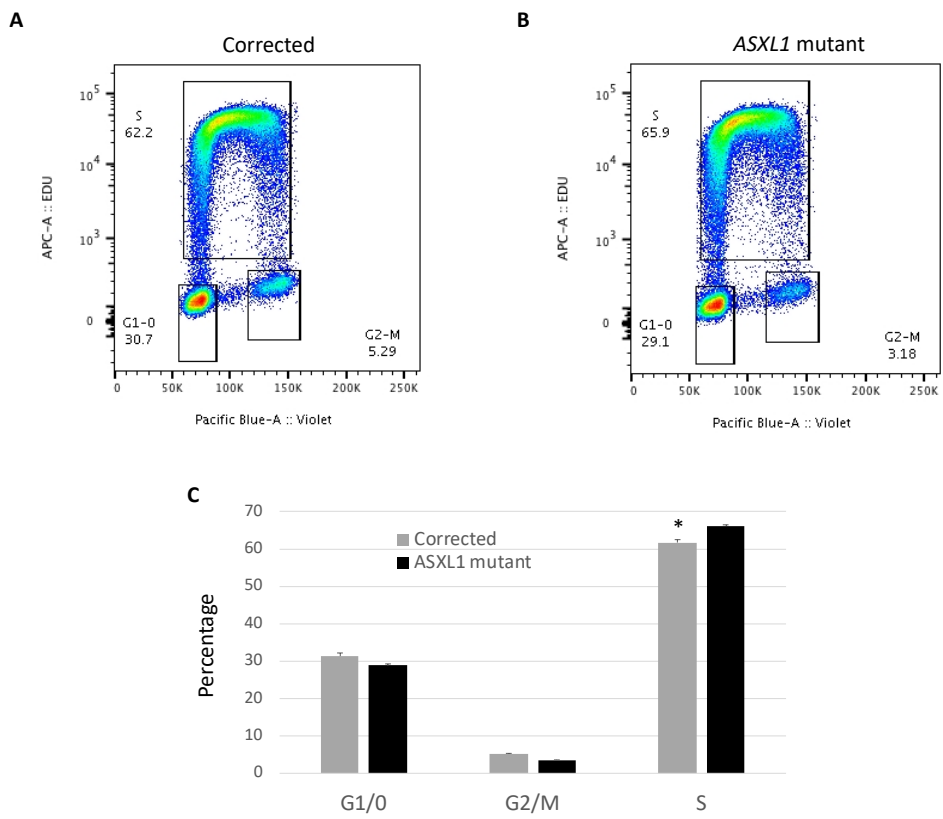 A
Corrected
10^5
S
62.2
10^4
APC-A :: EDU
10^3
0
G1-0
30.7
G2-M
5.29
0 50K 100K 150K 200K 250K
Pacific Blue-A :: Violet
B
ASXL1 mutant
10^5
S
65.9
10^4
APC-A :: EDU
10^3
0
G1-0
29.1
G2-M
3.18
0 50K 100K 150K 200K 250K
Pacific Blue-A :: Violet
C
70
60
50
40
30
20
10
0
Percentage
Corrected
ASXL1 mutant
*
G1/0 G2/M S